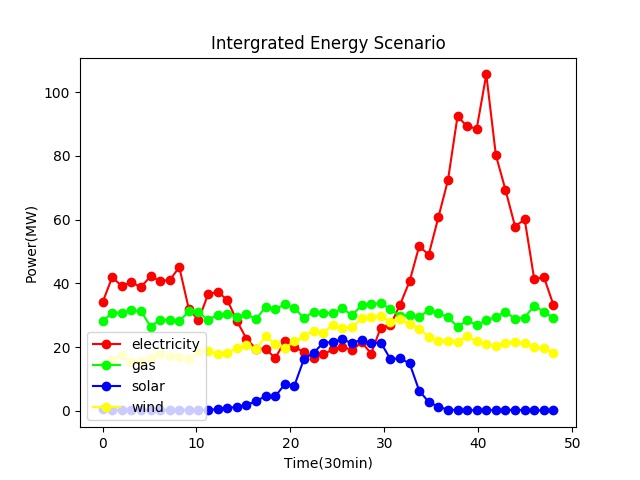 Intergrated Energy Scenario
Power(MW)
100
80
60
40
20
0
electricity
gas
solar
wind
0 10 20 30 40 50
Time(30min)